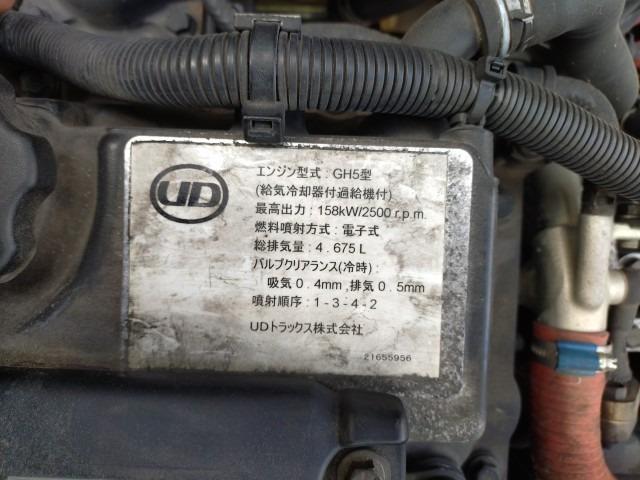 UD
エンジン型式 : GH5型
(給気冷却器付過給機付)
最高出力 : 158kW/2500 r.p.m.
燃料噴射方式 : 電子式
総排気量 : 4.675L
バルブクリアランス(冷時) :
吸気 0.4mm ,排気 0.5mm
噴射順序 : 1-3-4-2
UDトラックス株式会社
21655956